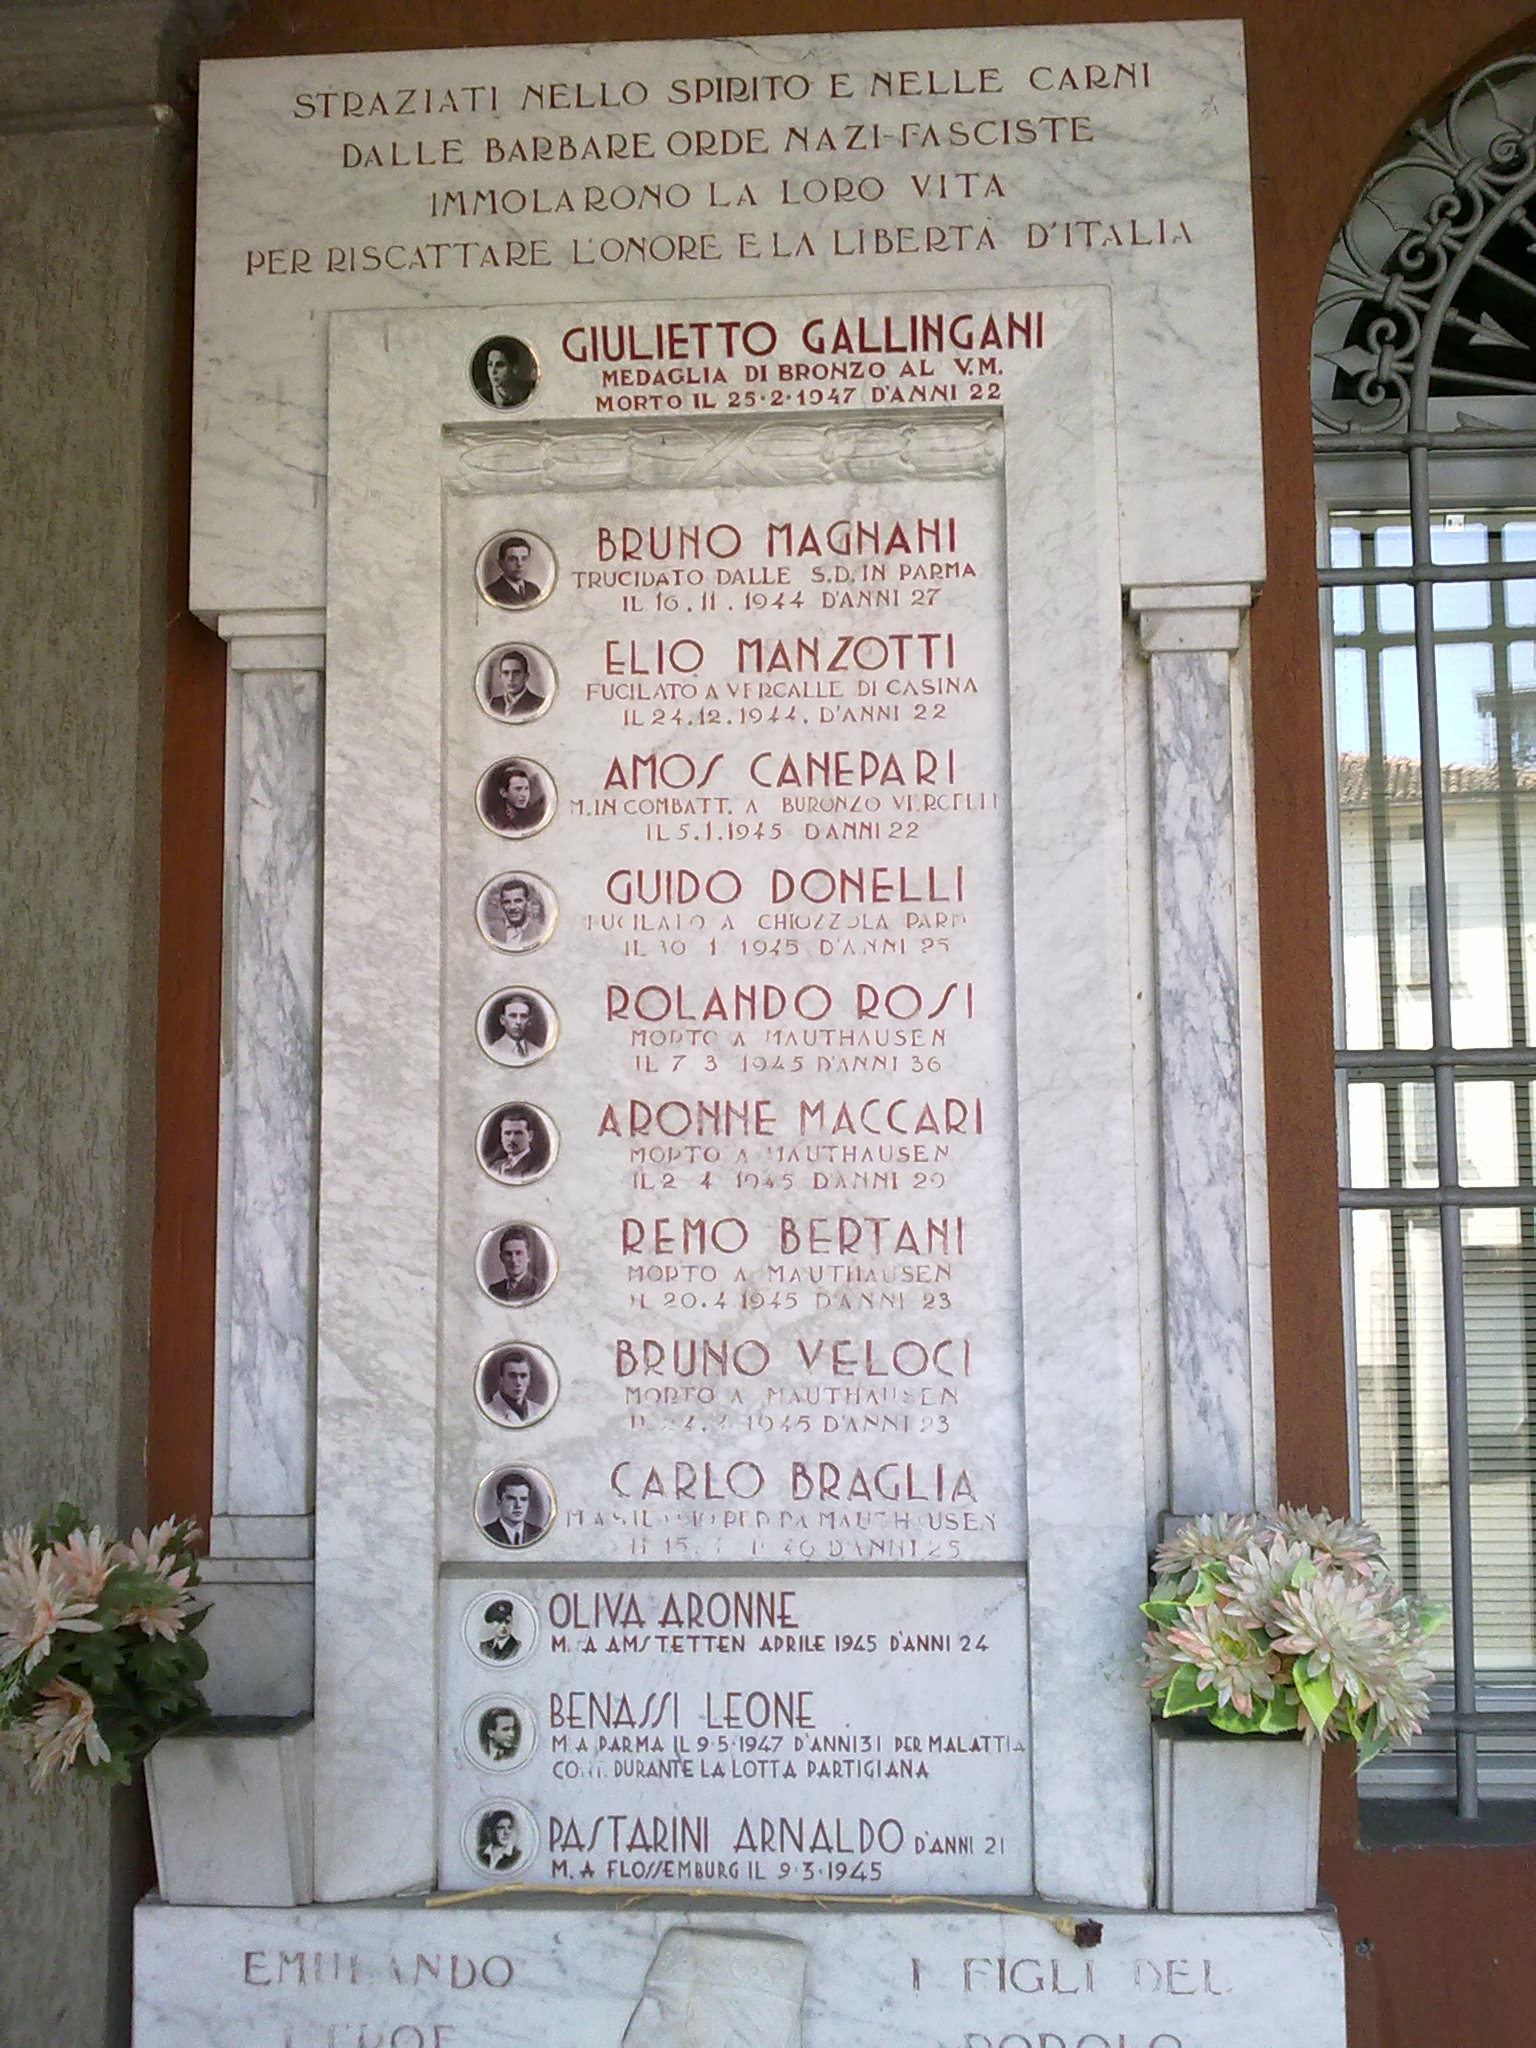 STRAZIATI NELLO SPIRITO E NELLE CARNI
DALLE BARBARE ORDE NAZI-FASCISTE
IMMOLARONO LA LORO VITA
PER RISCATTARE L'ONORE E LA LIBERTÀ D'ITALIA
GIULIETTO GALLINGANI
MEDAGLIA DI BRONZO AL V.M.
MORTO IL 25·2·1947 D'ANNI 22
BRUNO MAGNANI
TRUCIDATO DALLE S.D. IN PARMA
IL 16.11.1944 D'ANNI 27
ELIO MANZOTTI
FUCILATO A VERCALLE DI CASINA
IL 24.12.1944. D'ANNI 22
AMOS CANEPARI
M. IN COMBATT. A BURONZO VERCELLI
IL 5.1.1945 D'ANNI 22
GUIDO DONELLI
FUCILATO A CHIOZZOLA PARM
IL 30 1 1945 D'ANNI 25
ROLANDO ROSI
MORTO A MAUTHAUSEN
IL 7 3 1945 D'ANNI 36
ARONNE MACCARI
MORTO A MAUTHAUSEN
IL 2 4 1945 D'ANNI 29
REMO BERTANI
MORTO A MAUTHAUSEN
IL 20.4 1945 D'ANNI 23
BRUNO VELOCI
MORTO A MAUTHAUSEN
IL 1945 D'ANNI 23
CARLO BRAGLIA
MAUTHAUSEN
IL 15. D'ANNI 25
OLIVA ARONNE
M. A AMSTETTEN APRILE 1945 D'ANNI 24
BENASSI LEONE
M A PARMA IL 9·5·1947 D'ANNI 31 PER MALATTIA
DURANTE LA LOTTA PARTIGIANA
PASTARINI ARNALDO D'ANNI 21
M. A FLOSSEMBURG IL 9·3·1945
EMULANDO
I FIGLI DEL
POPOLO